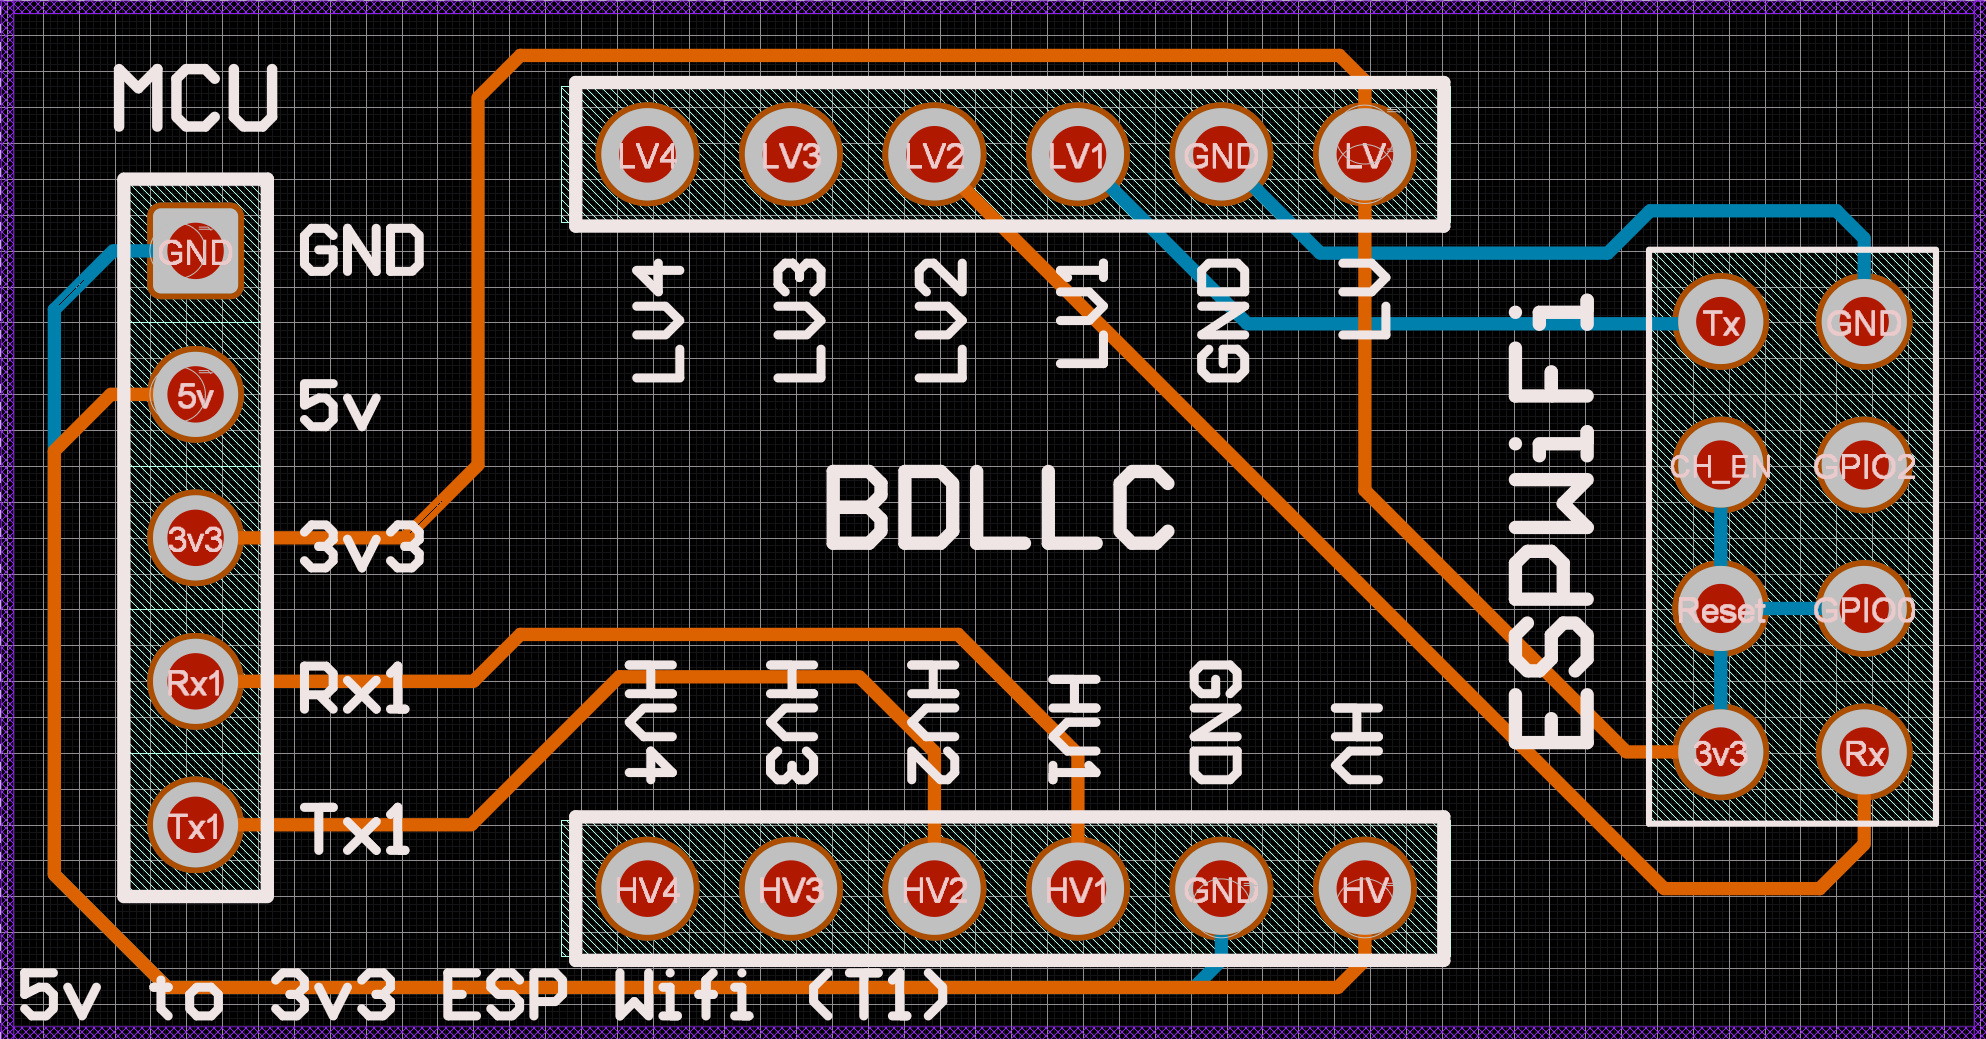 MCU
LV4 LV3 LV2 LV1 GND LV
GND GND
LV4 LV3 LV2 LV1 GND LV
Tx GND
5v 5v
CH_EN GPIO2
BDLLC
ESPWiF1
3v3 3v3
Reset GPIO0
Rx1 Rx1
HV4 HV3 HV2 HV1 GND HV
3v3 Rx
Tx1 Tx1
HV4 HV3 HV2 HV1 GND HV
5v to 3v3 ESP Wifi (T1)